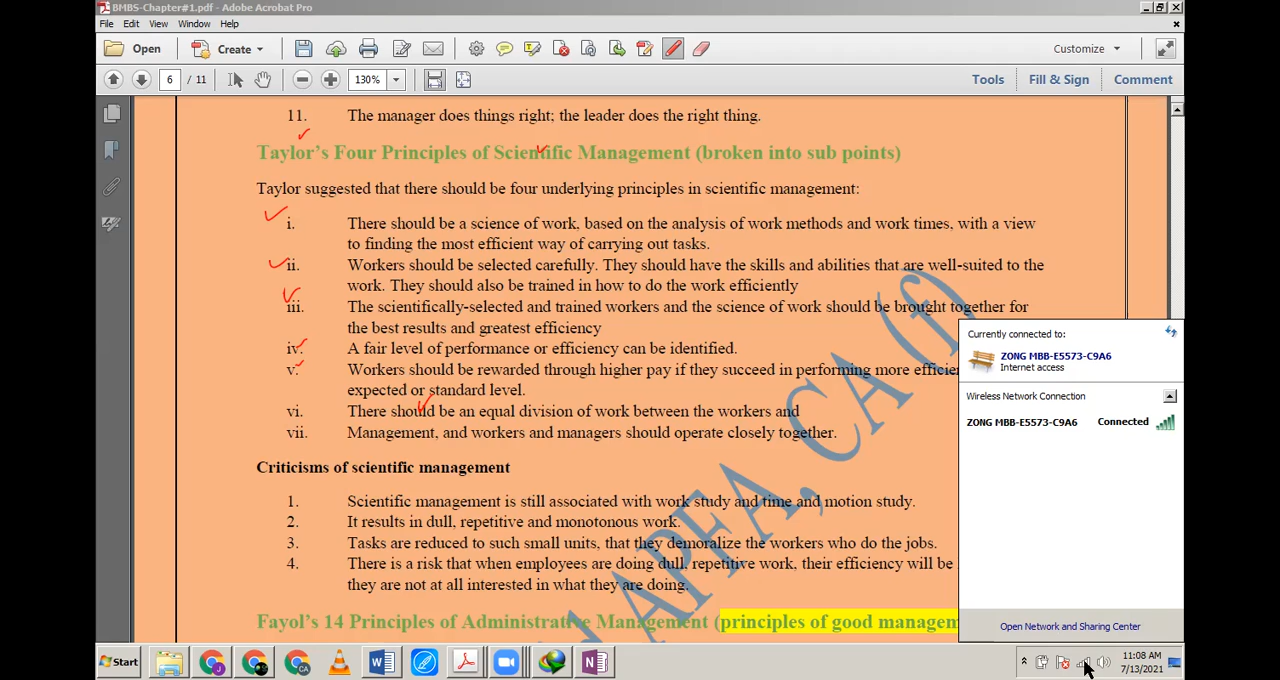 BMBS-Chapter#1.pdf - Adobe Acrobat Pro
File Edit View Window Help
Open Create Customize
6 / 11 130% Tools Fill & Sign Comment
11. The manager does things right; the leader does the right thing.
Taylor's Four Principles of Scientific Management (broken into sub points)
Taylor suggested that there should be four underlying principles in scientific management:
i. There should be a science of work, based on the analysis of work methods and work times, with a view
to finding the most efficient way of carrying out tasks.
ii. Workers should be selected carefully. They should have the skills and abilities that are well-suited to the
work. They should also be trained in how to do the work efficiently
iii. The scientifically-selected and trained workers and the science of work should be brought together for
the best results and greatest efficiency
iv. A fair level of performance or efficiency can be identified.
v. Workers should be rewarded through higher pay if they succeed in performing more
expected or standard level.
vi. There should be an equal division of work between the workers and
vii. Management, and workers and managers should operate closely together.
Criticisms of scientific management
1. Scientific management is still associated with work study and time and motion study.
2. It results in dull, repetitive and monotonous work.
3. Tasks are reduced to such small units, that they demoralize the workers who do the jobs.
4. There is a risk that when employees are doing dull, repetitive work, their efficiency will be
they are not at all interested in what they are doing.
Fayol's 14 Principles of Administrative Management (principles of good
APFA, CA (f)
Currently connected to:
ZONG MBB-E5573-C9A6
Internet access
Wireless Network Connection
ZONG MBB-E5573-C9A6 Connected
Open Network and Sharing Center
Start
11:08 AM
7/13/2021